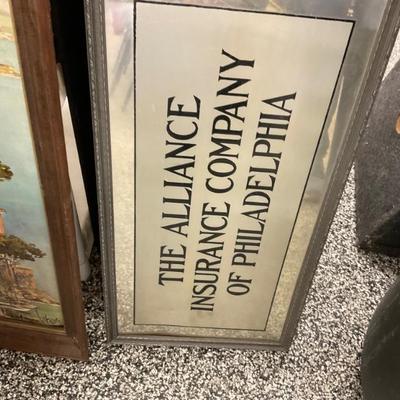 THE ALLIANCE
INSURANCE COMPANY
OF PHILADELPHIA